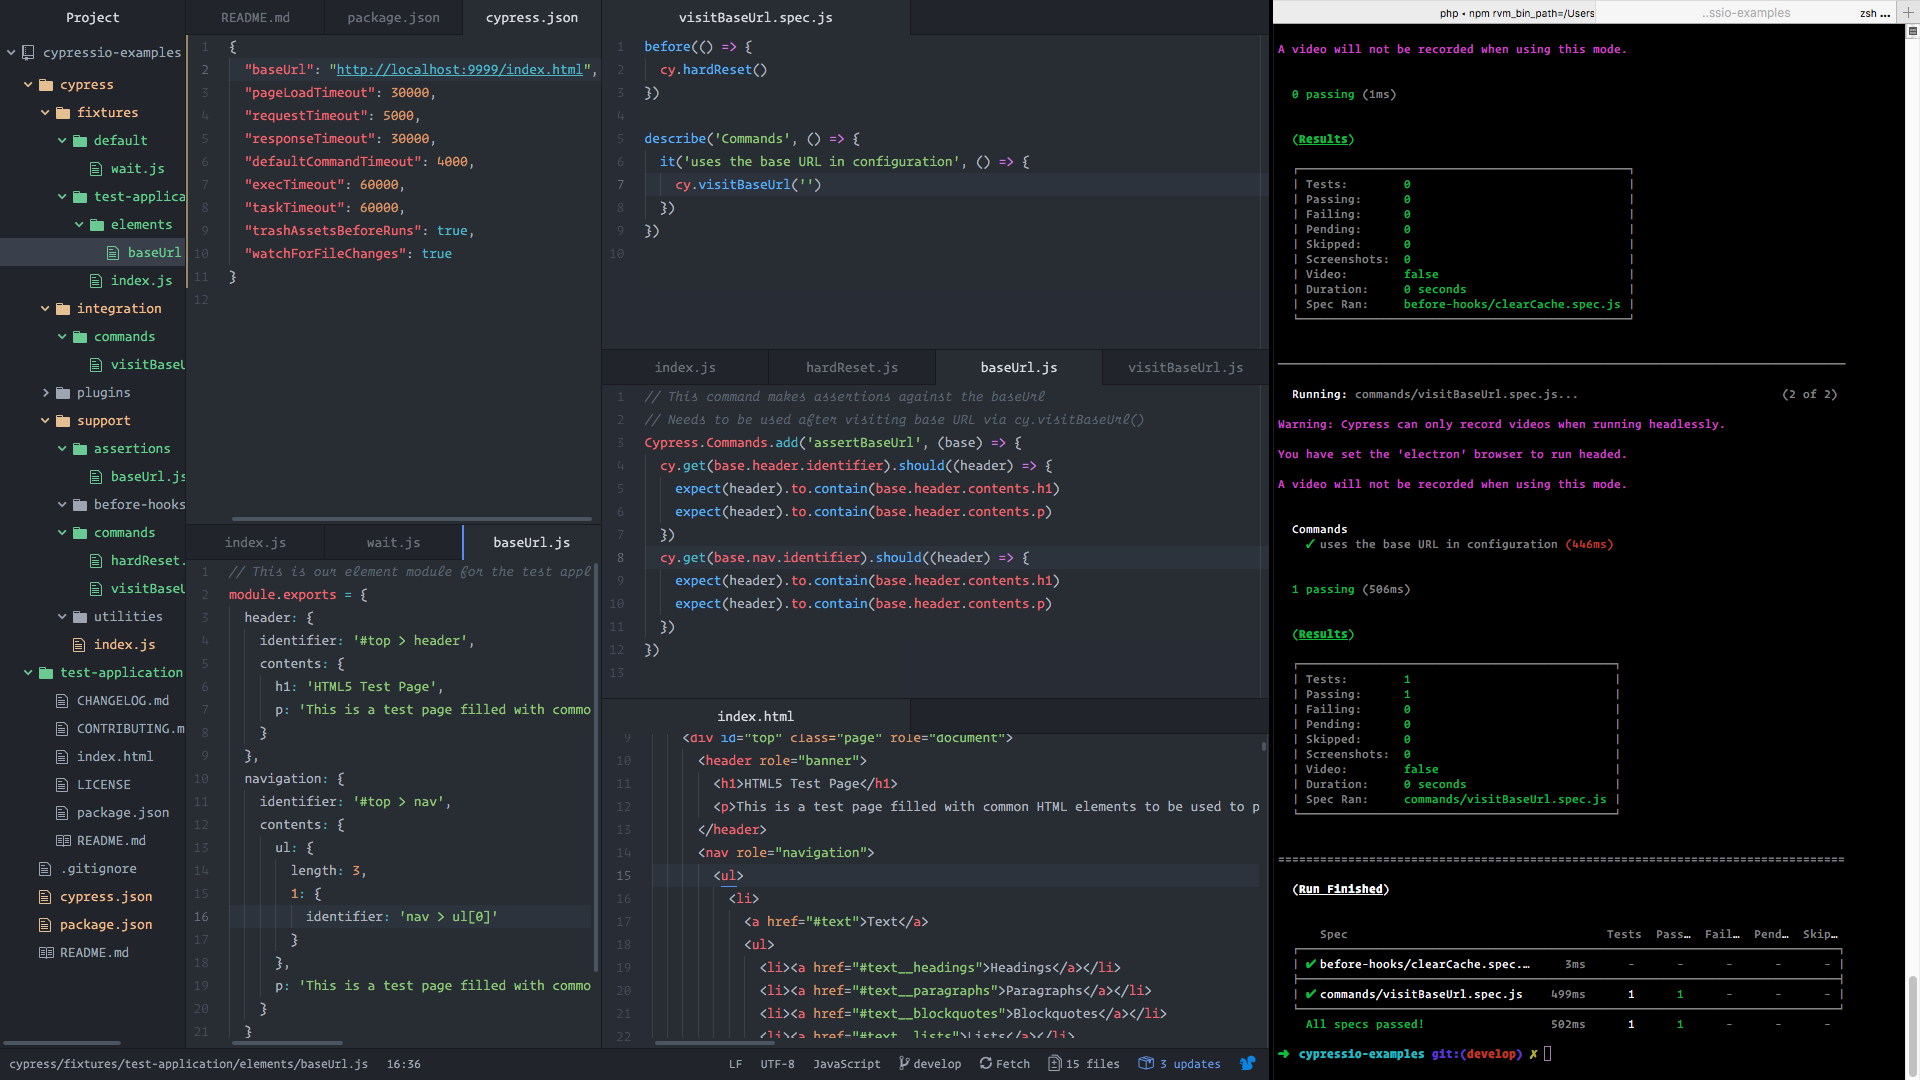 Project
cypressio-examples
cypress
fixtures
default
wait.js
test-applica
elements
baseUrl
index.js
integration
commands
visitBaseU
plugins
support
assertions
baseUrl.js
before-hooks
commands
hardReset.
visitBaseU
utilities
index.js
test-application
CHANGELOG.md
CONTRIBUTING.m
index.html
LICENSE
package.json
README.md
.gitignore
cypress.json
package.json
README.md
README.md package.json cypress.json
1 {
2 "baseUrl": "http://localhost:9999/index.html",
3 "pageLoadTimeout": 30000,
4 "requestTimeout": 5000,
5 "responseTimeout": 30000,
6 "defaultCommandTimeout": 4000,
7 "execTimeout": 60000,
8 "taskTimeout": 60000,
9 "trashAssetsBeforeRuns": true,
10 "watchForFileChanges": true
11 }
12
index.js wait.js baseUrl.js
1 // This is our element module for the test appl
2 module.exports = {
3 header: {
4 identifier: '#top > header',
5 contents: {
6 h1: 'HTML5 Test Page',
7 p: 'This is a test page filled with commo
8 }
9 },
10 navigation: {
11 identifier: '#top > nav',
12 contents: {
13 ul: {
14 length: 3,
15 1: {
16 identifier: 'nav > ul[0]'
17 }
18 },
19 p: 'This is a test page filled with commo
20 }
21 }
visitBaseUrl.spec.js
1 before(() => {
2 cy.hardReset()
3 })
4
5 describe('Commands', () => {
6 it('uses the base URL in configuration', () => {
7 cy.visitBaseUrl('')
8 })
9 })
10
index.js hardReset.js baseUrl.js visitBaseUrl.js
1 // This command makes assertions against the baseUrl
2 // Needs to be used after visiting base URL via cy.visitBaseUrl()
3 Cypress.Commands.add('assertBaseUrl', (base) => {
4 cy.get(base.header.identifier).should((header) => {
5 expect(header).to.contain(base.header.contents.h1)
6 expect(header).to.contain(base.header.contents.p)
7 })
8 cy.get(base.nav.identifier).should((header) => {
9 expect(header).to.contain(base.header.contents.h1)
10 expect(header).to.contain(base.header.contents.p)
11 })
12 })
13
index.html
9 <div id="top" class="page" role="document">
10 <header role="banner">
11 <h1>HTML5 Test Page</h1>
12 <p>This is a test page filled with common HTML elements to be used to p
13 </header>
14 <nav role="navigation">
15 <ul>
16 <li>
17 <a href="#text">Text</a>
18 <ul>
19 <li><a href="#text__headings">Headings</a></li>
20 <li><a href="#text__paragraphs">Paragraphs</a></li>
21 <li><a href="#text__blockquotes">Blockquotes</a></li>
22 <li><a href="#text__lists">Lists</a></li>
cypress/fixtures/test-application/elements/baseUrl.js 16:36 LF UTF-8 JavaScript develop Fetch 15 files 3 updates
php • npm rvm_bin_path=/Users ..ssio-examples zsh ...
A video will not be recorded when using this mode.
0 passing (1ms)
(Results)
Tests: 0
Passing: 0
Failing: 0
Pending: 0
Skipped: 0
Screenshots: 0
Video: false
Duration: 0 seconds
Spec Ran: before-hooks/clearCache.spec.js
Running: commands/visitBaseUrl.spec.js... (2 of 2)
Warning: Cypress can only record videos when running headlessly.
You have set the 'electron' browser to run headed.
A video will not be recorded when using this mode.
Commands
✓ uses the base URL in configuration (446ms)
1 passing (506ms)
(Results)
Tests: 1
Passing: 1
Failing: 0
Pending: 0
Skipped: 0
Screenshots: 0
Video: false
Duration: 0 seconds
Spec Ran: commands/visitBaseUrl.spec.js
(Run Finished)
Spec Tests Pass… Fail… Pend… Skip…
✔ before-hooks/clearCache.spec.… 3ms - - - - -
✔ commands/visitBaseUrl.spec.js 499ms 1 1 - - -
All specs passed! 502ms 1 1 - - -
➜ cypressio-examples git:(develop) ✗